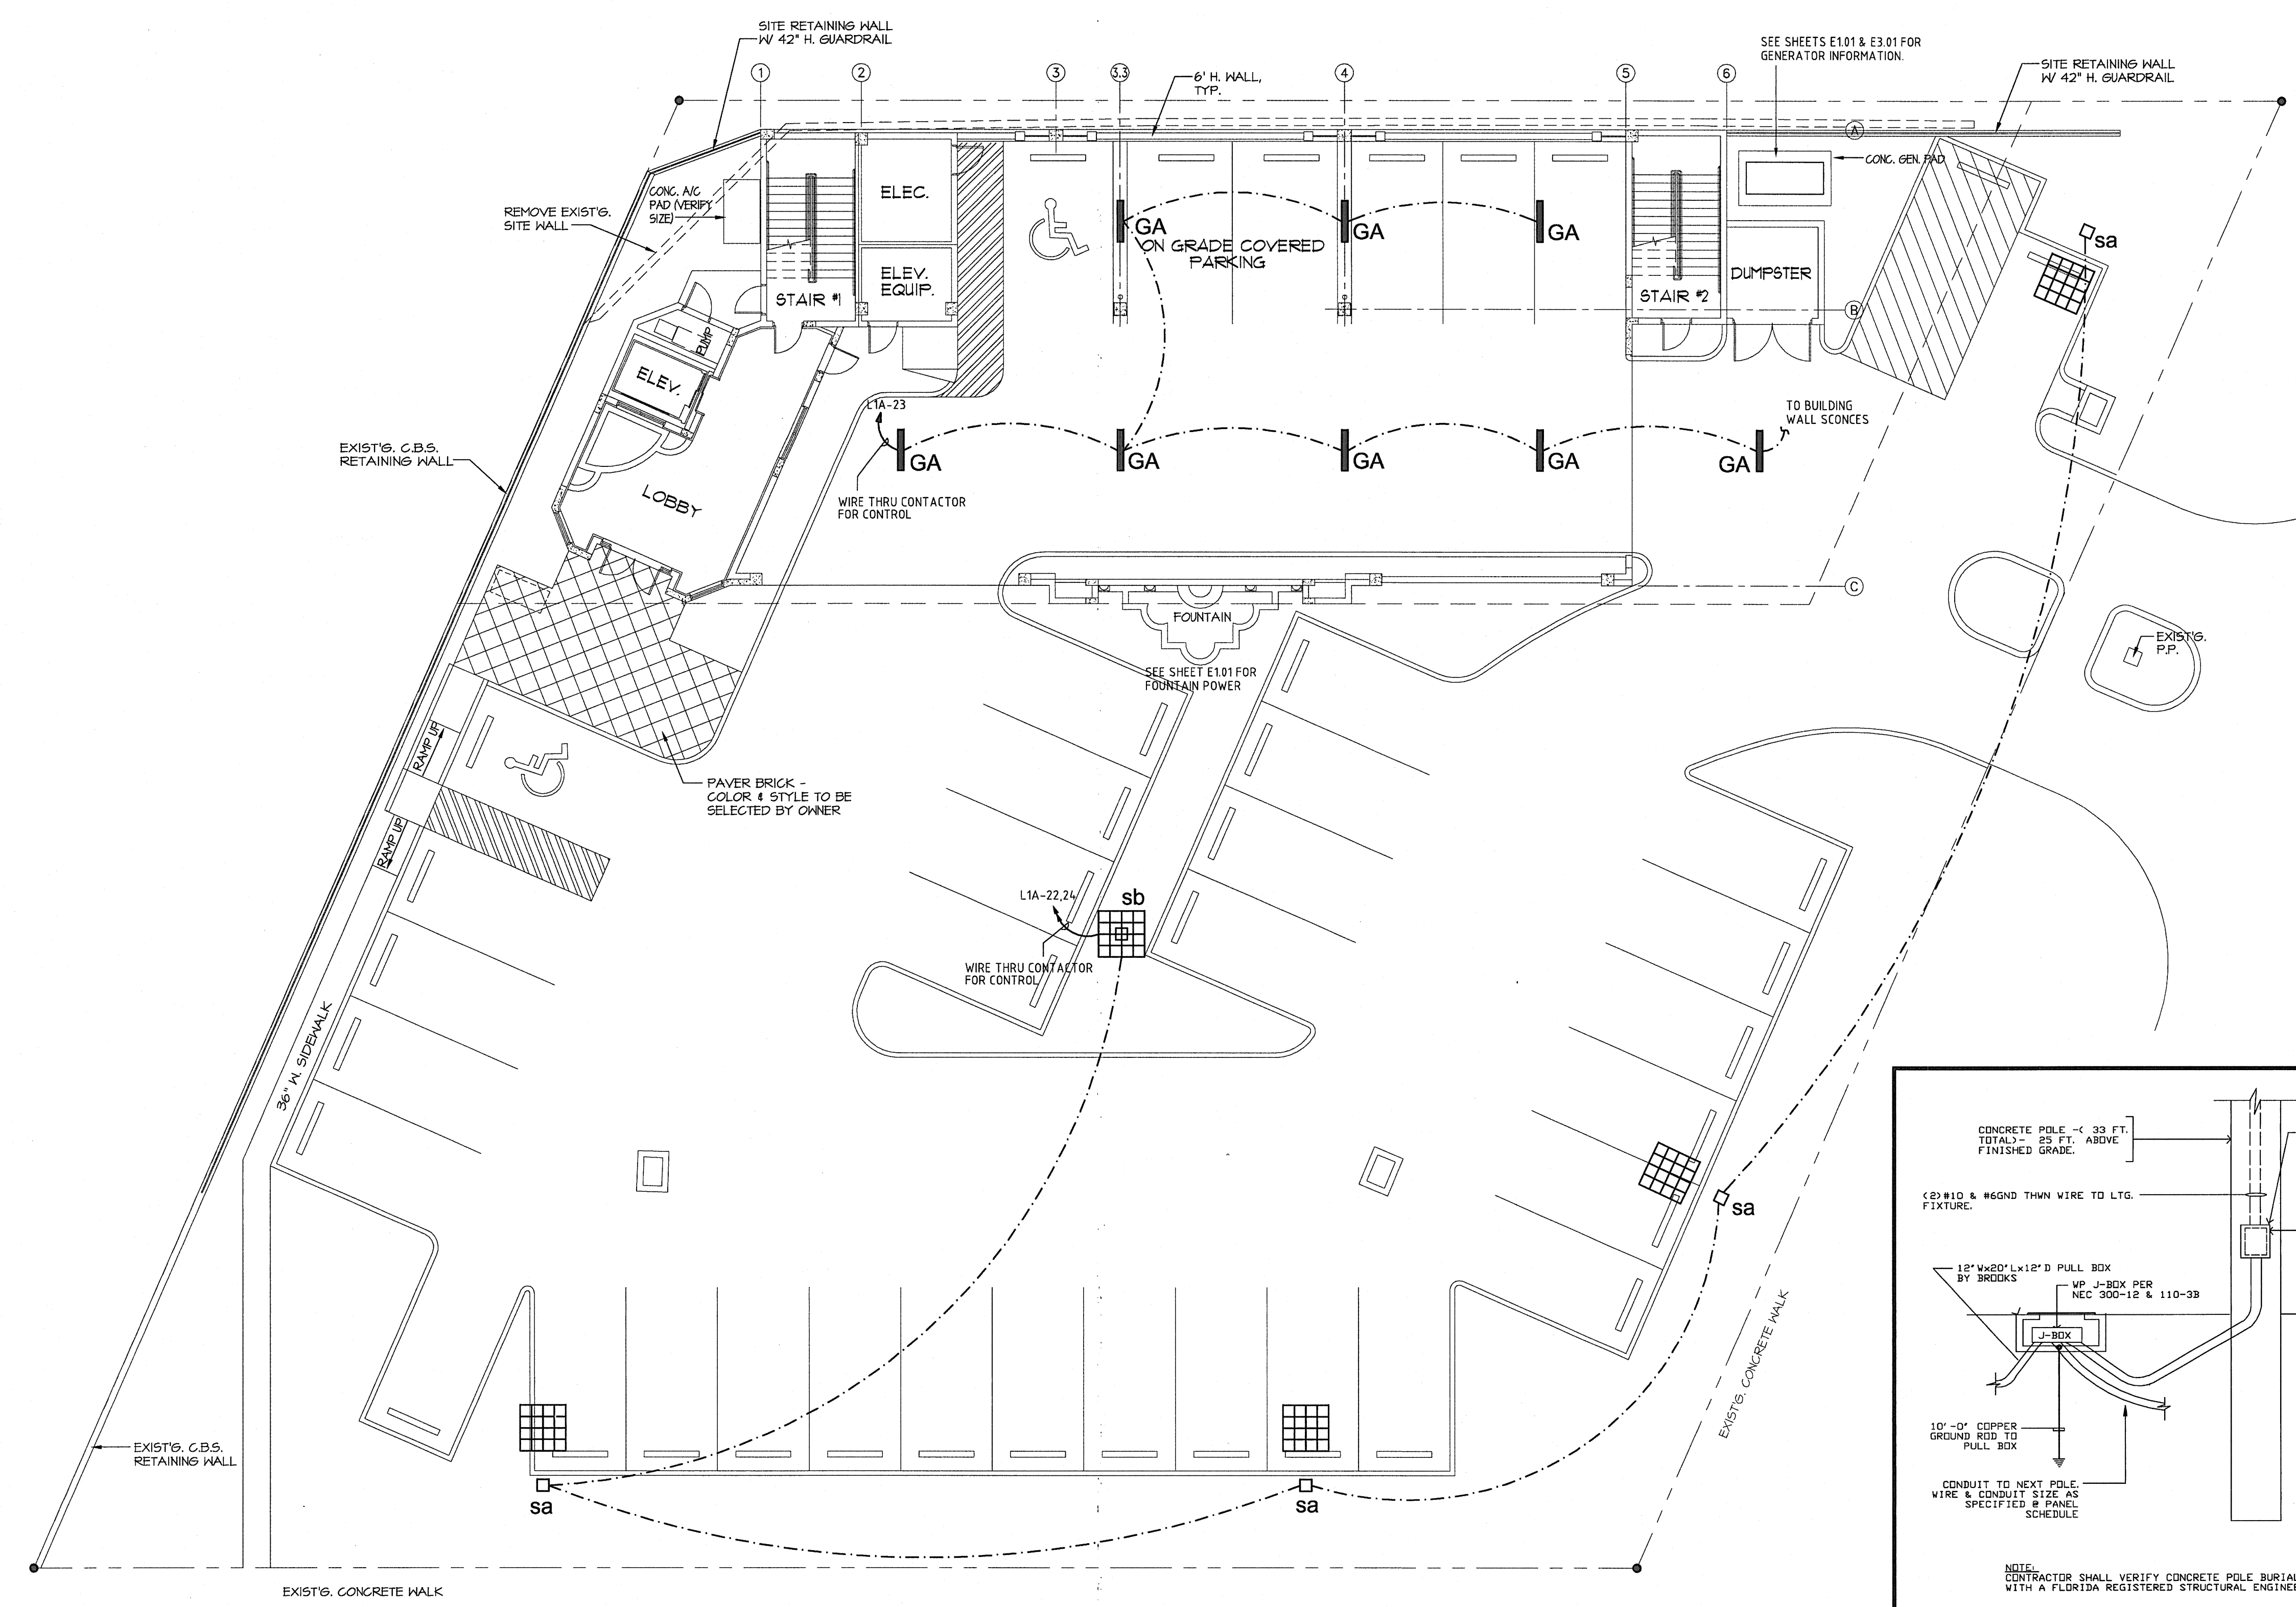 SITE RETAINING WALL
W/ 42" H. GUARDRAIL
SEE SHEETS E1.01 & E3.01 FOR
GENERATOR INFORMATION.
SITE RETAINING WALL
W/ 42" H. GUARDRAIL
1
2
3
3.3
4
5
6
6' H. WALL,
TYP.
A
CONC. GEN. PAD
CONC. A/C
PAD (VERIFY
SIZE)
REMOVE EXIST'G.
SITE WALL
ELEC.
ELEV.
EQUIP.
STAIR #1
GA
GA
GA
ON GRADE COVERED
PARKING
STAIR #2
DUMPSTER
sa
B
PUMP
ELEV.
L1A-23
TO BUILDING
WALL SCONCES
EXIST'G. C.B.S.
RETAINING WALL
GA
GA
GA
GA
GA
LOBBY
WIRE THRU CONTACTOR
FOR CONTROL
C
FOUNTAIN
EXIST'G.
P.P.
SEE SHEET E1.01 FOR
FOUNTAIN POWER
RAMP UP
PAVER BRICK -
COLOR & STYLE TO BE
SELECTED BY OWNER
RAMP UP
L1A-22,24
sb
WIRE THRU CONTACTOR
FOR CONTROL
36" W. SIDEWALK
sa
EXIST'G. CONCRETE WALK
CONCRETE POLE -( 33 FT.
TOTAL)- 25 FT. ABOVE
FINISHED GRADE.
(2)#10 & #6GND THWN WIRE TO LTG.
FIXTURE.
12"Wx20"Lx12"D PULL BOX
BY BROOKS
WP J-BOX PER
NEC 300-12 & 110-3B
J-BOX
10'-0" COPPER
GROUND ROD TO
PULL BOX
CONDUIT TO NEXT POLE.
WIRE & CONDUIT SIZE AS
SPECIFIED @ PANEL
SCHEDULE
EXIST'G. C.B.S.
RETAINING WALL
sa
sa
EXIST'G. CONCRETE WALK
NOTE:
CONTRACTOR SHALL VERIFY CONCRETE POLE BURIAL
WITH A FLORIDA REGISTERED STRUCTURAL